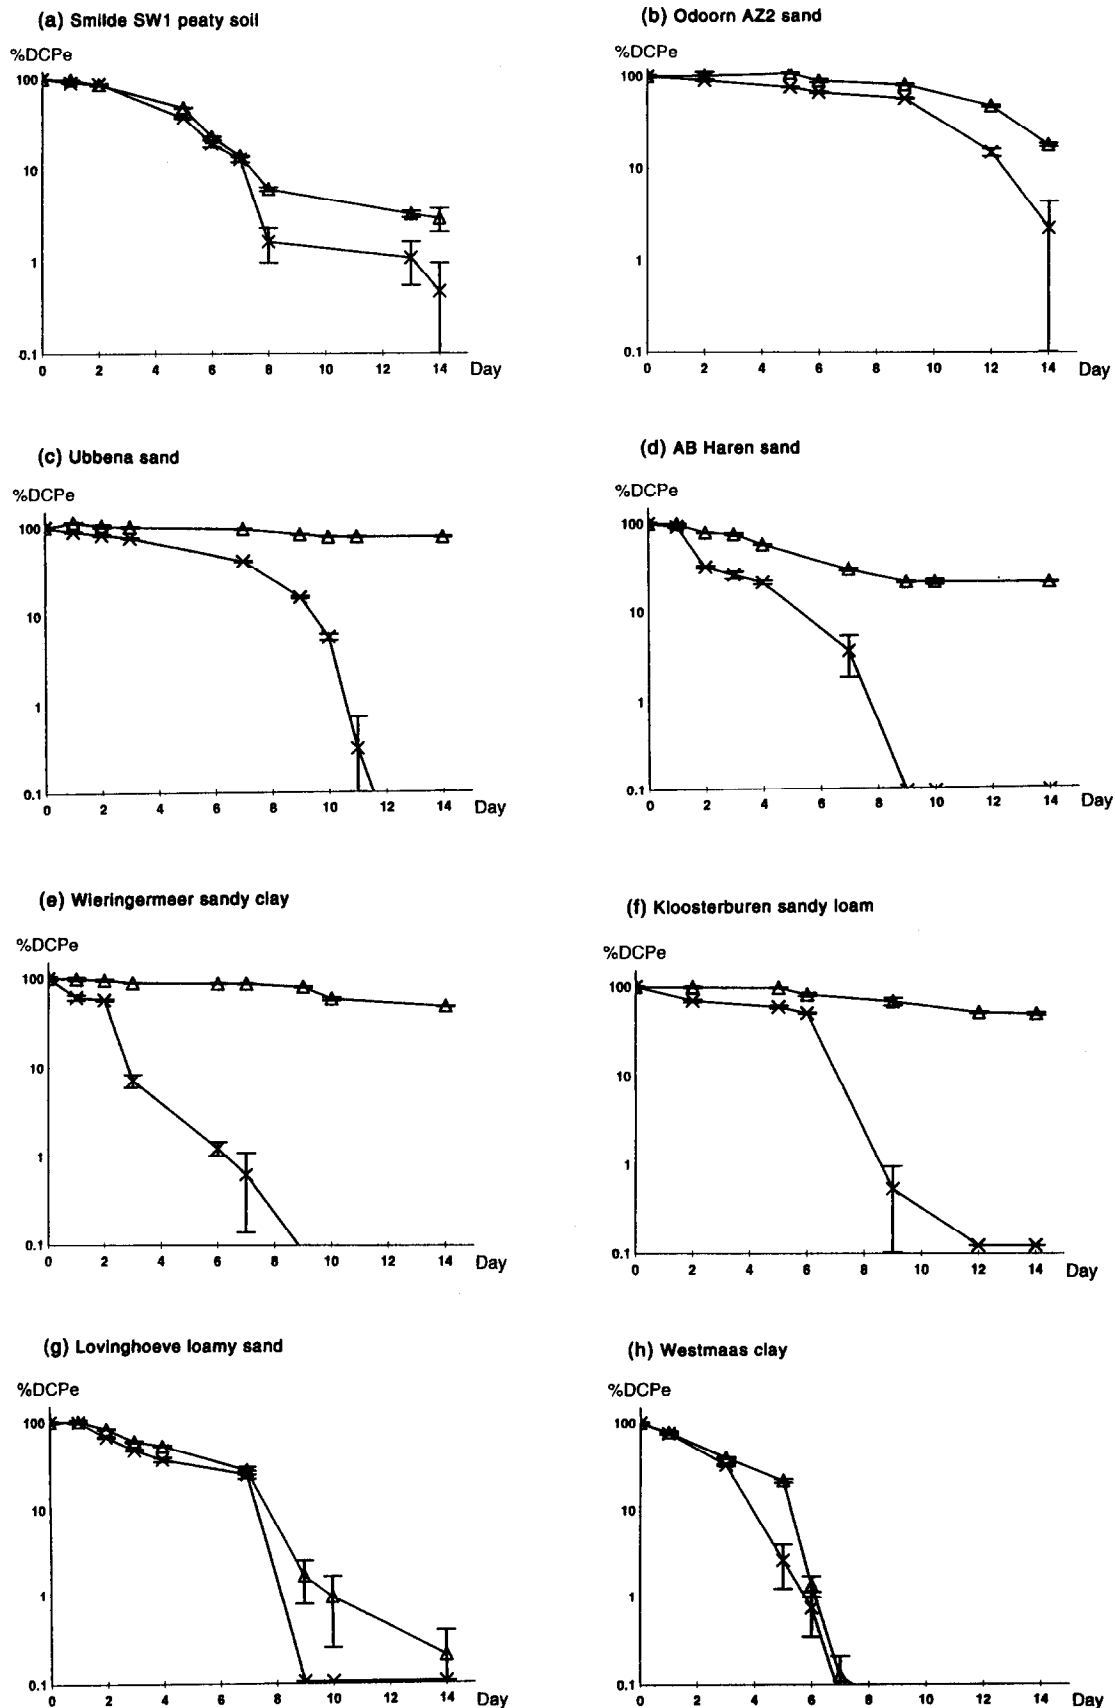 (a) Smilde SW1 peaty soil
%DCPe
100
10
1
0.1
0 2 4 6 8 10 12 14 Day
(b) Odoorn AZ2 sand
%DCPe
100
10
1
0.1
0 2 4 6 8 10 12 14 Day
(c) Ubbena sand
%DCPe
100
10
1
0.1
0 2 4 6 8 10 12 14 Day
(d) AB Haren sand
%DCPe
100
10
1
0.1
0 2 4 6 8 10 12 14 Day
(e) Wieringermeer sandy clay
%DCPe
100
10
1
0.1
0 2 4 6 8 10 12 14 Day
(f) Kloosterburen sandy loam
%DCPe
100
10
1
0.1
0 2 4 6 8 10 12 14 Day
(g) Lovinghoeve loamy sand
%DCPe
100
10
1
0.1
0 2 4 6 8 10 12 14 Day
(h) Westmaas clay
%DCPe
100
10
1
0.1
0 2 4 6 8 10 12 14 Day